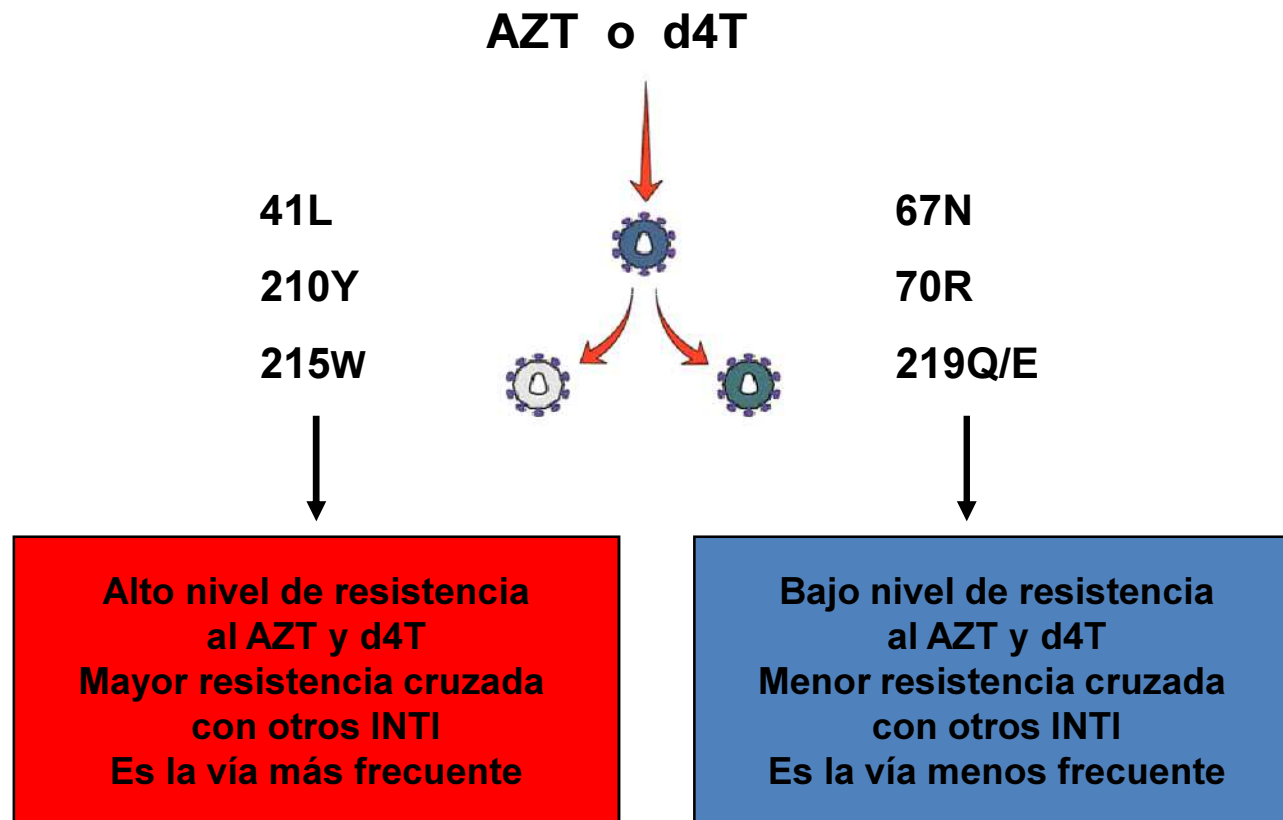 AZT o d4T
41L
210Y
215W
67N
70R
219Q/E
Alto nivel de resistencia
al AZT y d4T
Mayor resistencia cruzada
con otros INTI
Es la vía más frecuente
Bajo nivel de resistencia
al AZT y d4T
Menor resistencia cruzada
con otros INTI
Es la vía menos frecuente